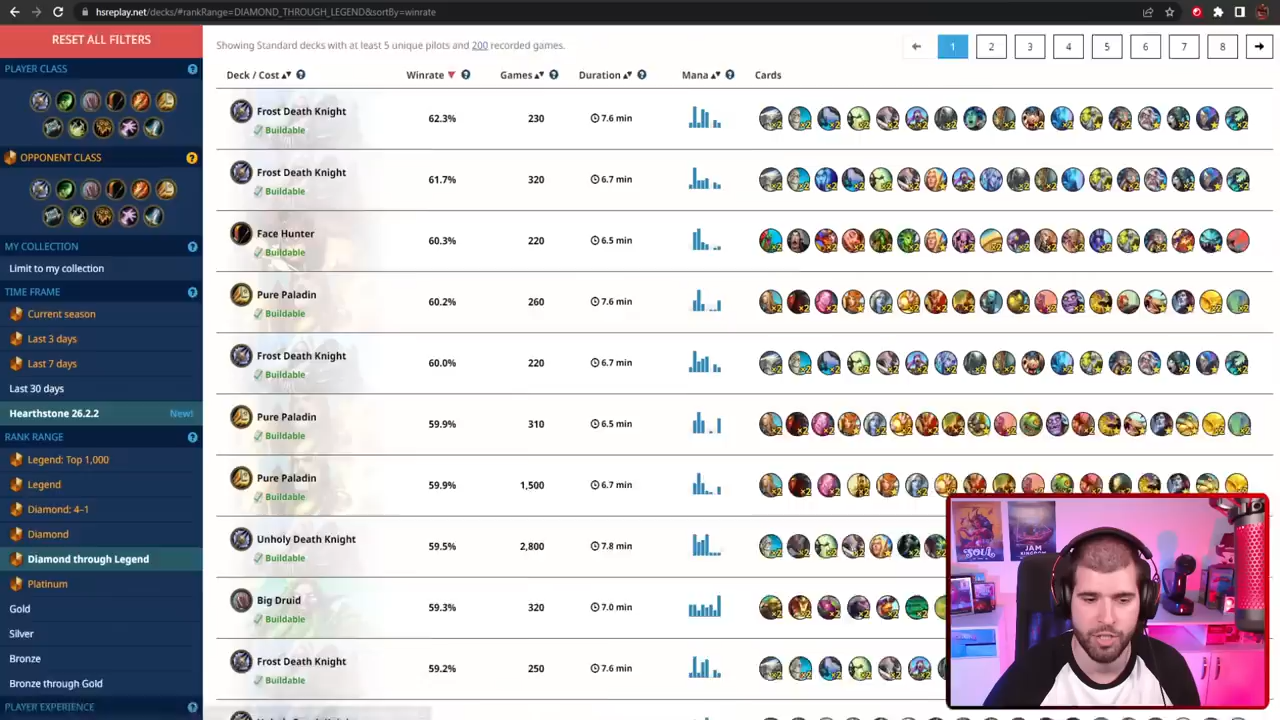 hsreplay.net/decks/#rankRange=DIAMOND_THROUGH_LEGEND&sortBy=winrate
RESET ALL FILTERS
PLAYER CLASS
OPPONENT CLASS
MY COLLECTION
Limit to my collection
TIME FRAME
Current season
Last 3 days
Last 7 days
Last 30 days
Hearthstone 26.2.2 New!
RANK RANGE
Legend: Top 1,000
Legend
Diamond: 4–1
Diamond
Diamond through Legend
Platinum
Gold
Silver
Bronze
Bronze through Gold
PLAYER EXPERIENCE
Showing Standard decks with at least 5 unique pilots and 200 recorded games.
1 2 3 4 5 6 7 8
Deck / Cost Winrate Games Duration Mana Cards
Frost Death Knight 62.3% 230 7.6 min
Buildable
Frost Death Knight 61.7% 320 6.7 min
Buildable
Face Hunter 60.3% 220 6.5 min
Buildable
Pure Paladin 60.2% 260 7.6 min
Buildable
Frost Death Knight 60.0% 220 6.7 min
Buildable
Pure Paladin 59.9% 310 6.5 min
Buildable
Pure Paladin 59.9% 1,500 6.7 min
Buildable
Unholy Death Knight 59.5% 2,800 7.8 min
Buildable
Big Druid 59.3% 320 7.0 min
Buildable
Frost Death Knight 59.2% 250 7.6 min
Buildable
SOUL
JAM
KINGDOM